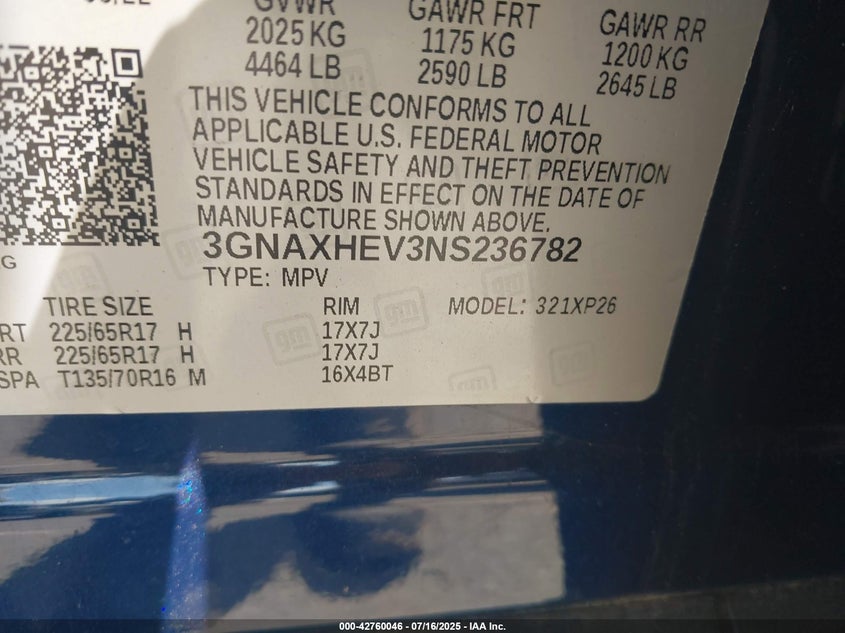 GVWR GAWR FRT GAWR RR
2025 KG 1175 KG 1200 KG
4464 LB 2590 LB 2645 LB
THIS VEHICLE CONFORMS TO ALL
APPLICABLE U.S. FEDERAL MOTOR
VEHICLE SAFETY AND THEFT PREVENTION
STANDARDS IN EFFECT ON THE DATE OF
MANUFACTURE SHOWN ABOVE.
3GNAXHEV3NS236782
G
TYPE: MPV
TIRE SIZE RIM MODEL: 321XP26
RT 225/65R17 H 17X7J
RR 225/65R17 H 17X7J
SPA T135/70R16 M 16X4BT
gm
000-42760046 - 07/16/2025 - IAA Inc.